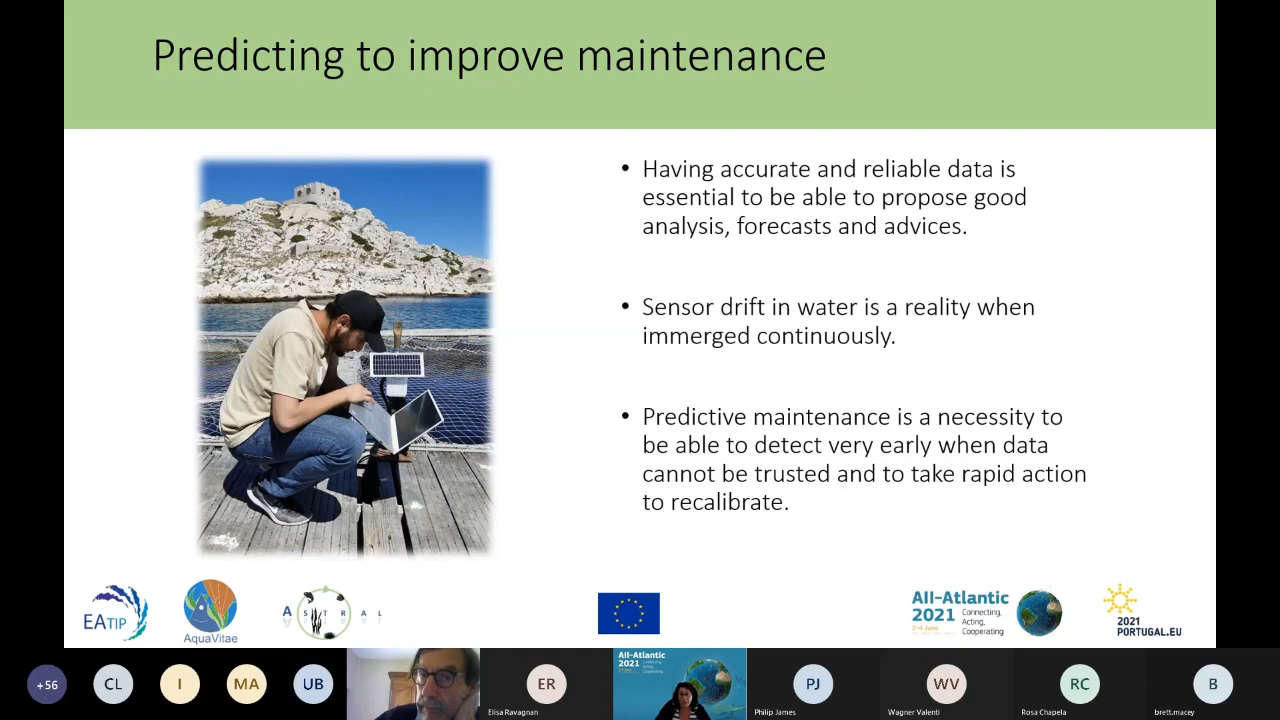 Predicting to improve maintenance
• Having accurate and reliable data is
essential to be able to propose good
analysis, forecasts and advices.
• Sensor drift in water is a reality when
immerged continuously.
• Predictive maintenance is a necessity to
be able to detect very early when data
cannot be trusted and to take rapid action
to recalibrate.
EATIP
AquaVitae
ASTRAL
All-Atlantic
2021
2-4 June
Connecting,
Acting,
Cooperating
2021
PORTUGAL.EU
+56
CL
I
MA
UB
ER
Elisa Ravagnan
All-Atlantic
2021
PJ
Philip James
WV
Wagner Valenti
RC
Rosa Chapela
B
brett.macey